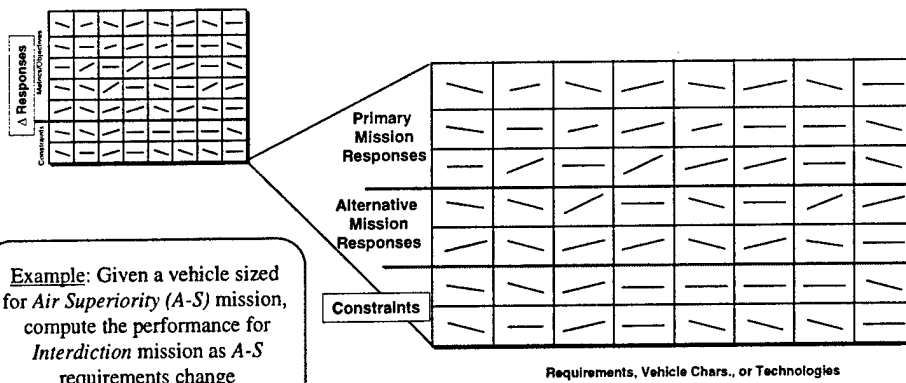 Δ Responses
Metrics/Objectives
Constraints
Primary
Mission
Responses
Alternative
Mission
Responses
Constraints
Requirements, Vehicle Chars., or Technologies
Example: Given a vehicle sized
for Air Superiority (A-S) mission,
compute the performance for
Interdiction mission as A-S
requirements change